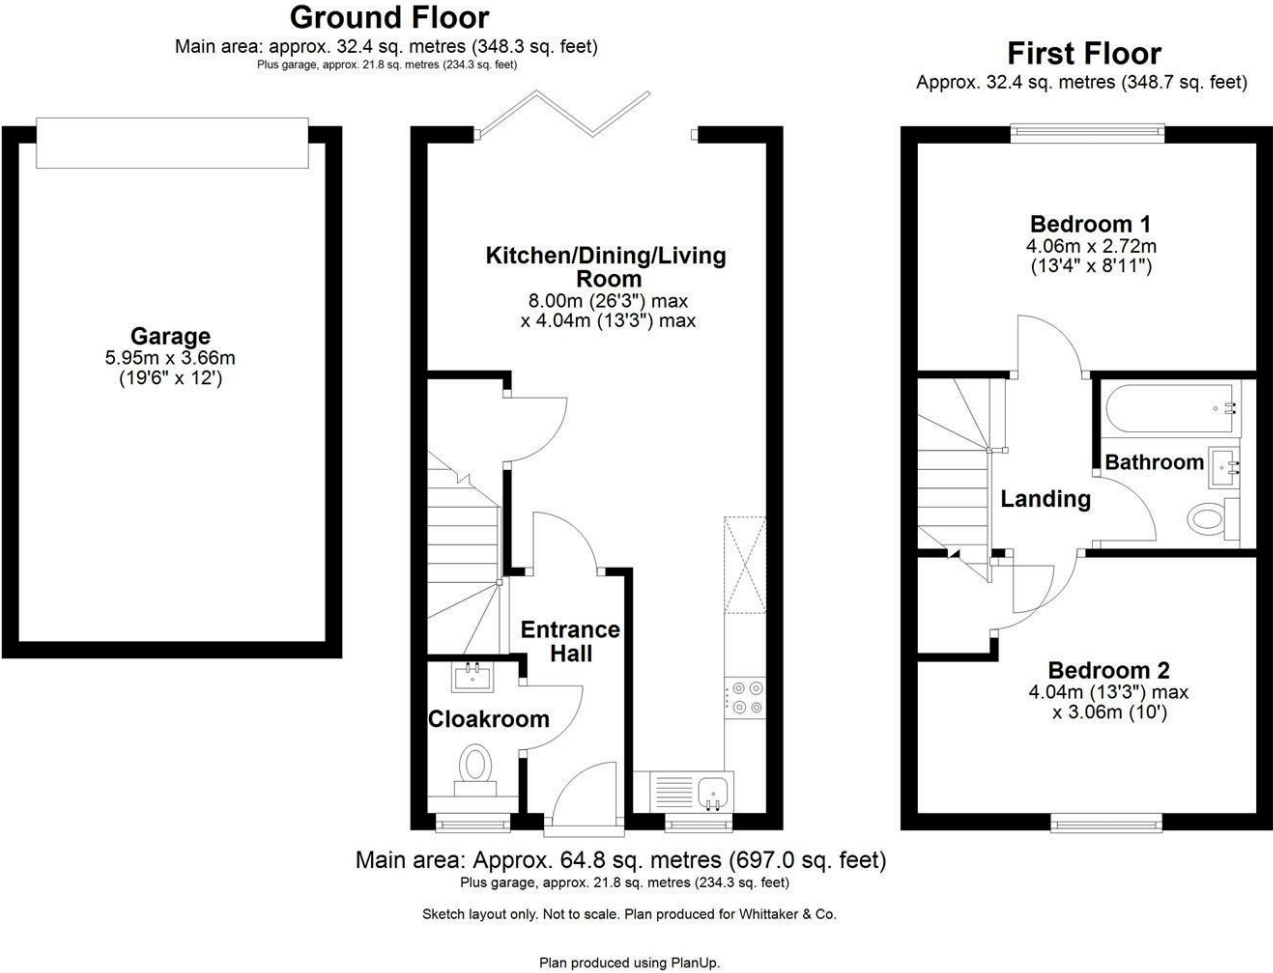 Ground Floor
Main area: approx. 32.4 sq. metres (348.3 sq. feet)
Plus garage, approx. 21.8 sq. metres (234.3 sq. feet)
First Floor
Approx. 32.4 sq. metres (348.7 sq. feet)
Garage
5.95m x 3.66m
(19'6" x 12')
Kitchen/Dining/Living
Room
8.00m (26'3") max
x 4.04m (13'3") max
Entrance
Hall
Cloakroom
Bedroom 1
4.06m x 2.72m
(13'4" x 8'11")
Bathroom
Landing
Bedroom 2
4.04m (13'3") max
x 3.06m (10')
Main area: Approx. 64.8 sq. metres (697.0 sq. feet)
Plus garage, approx. 21.8 sq. metres (234.3 sq. feet)
Sketch layout only. Not to scale. Plan produced for Whittaker & Co.
Plan produced using PlanUp.